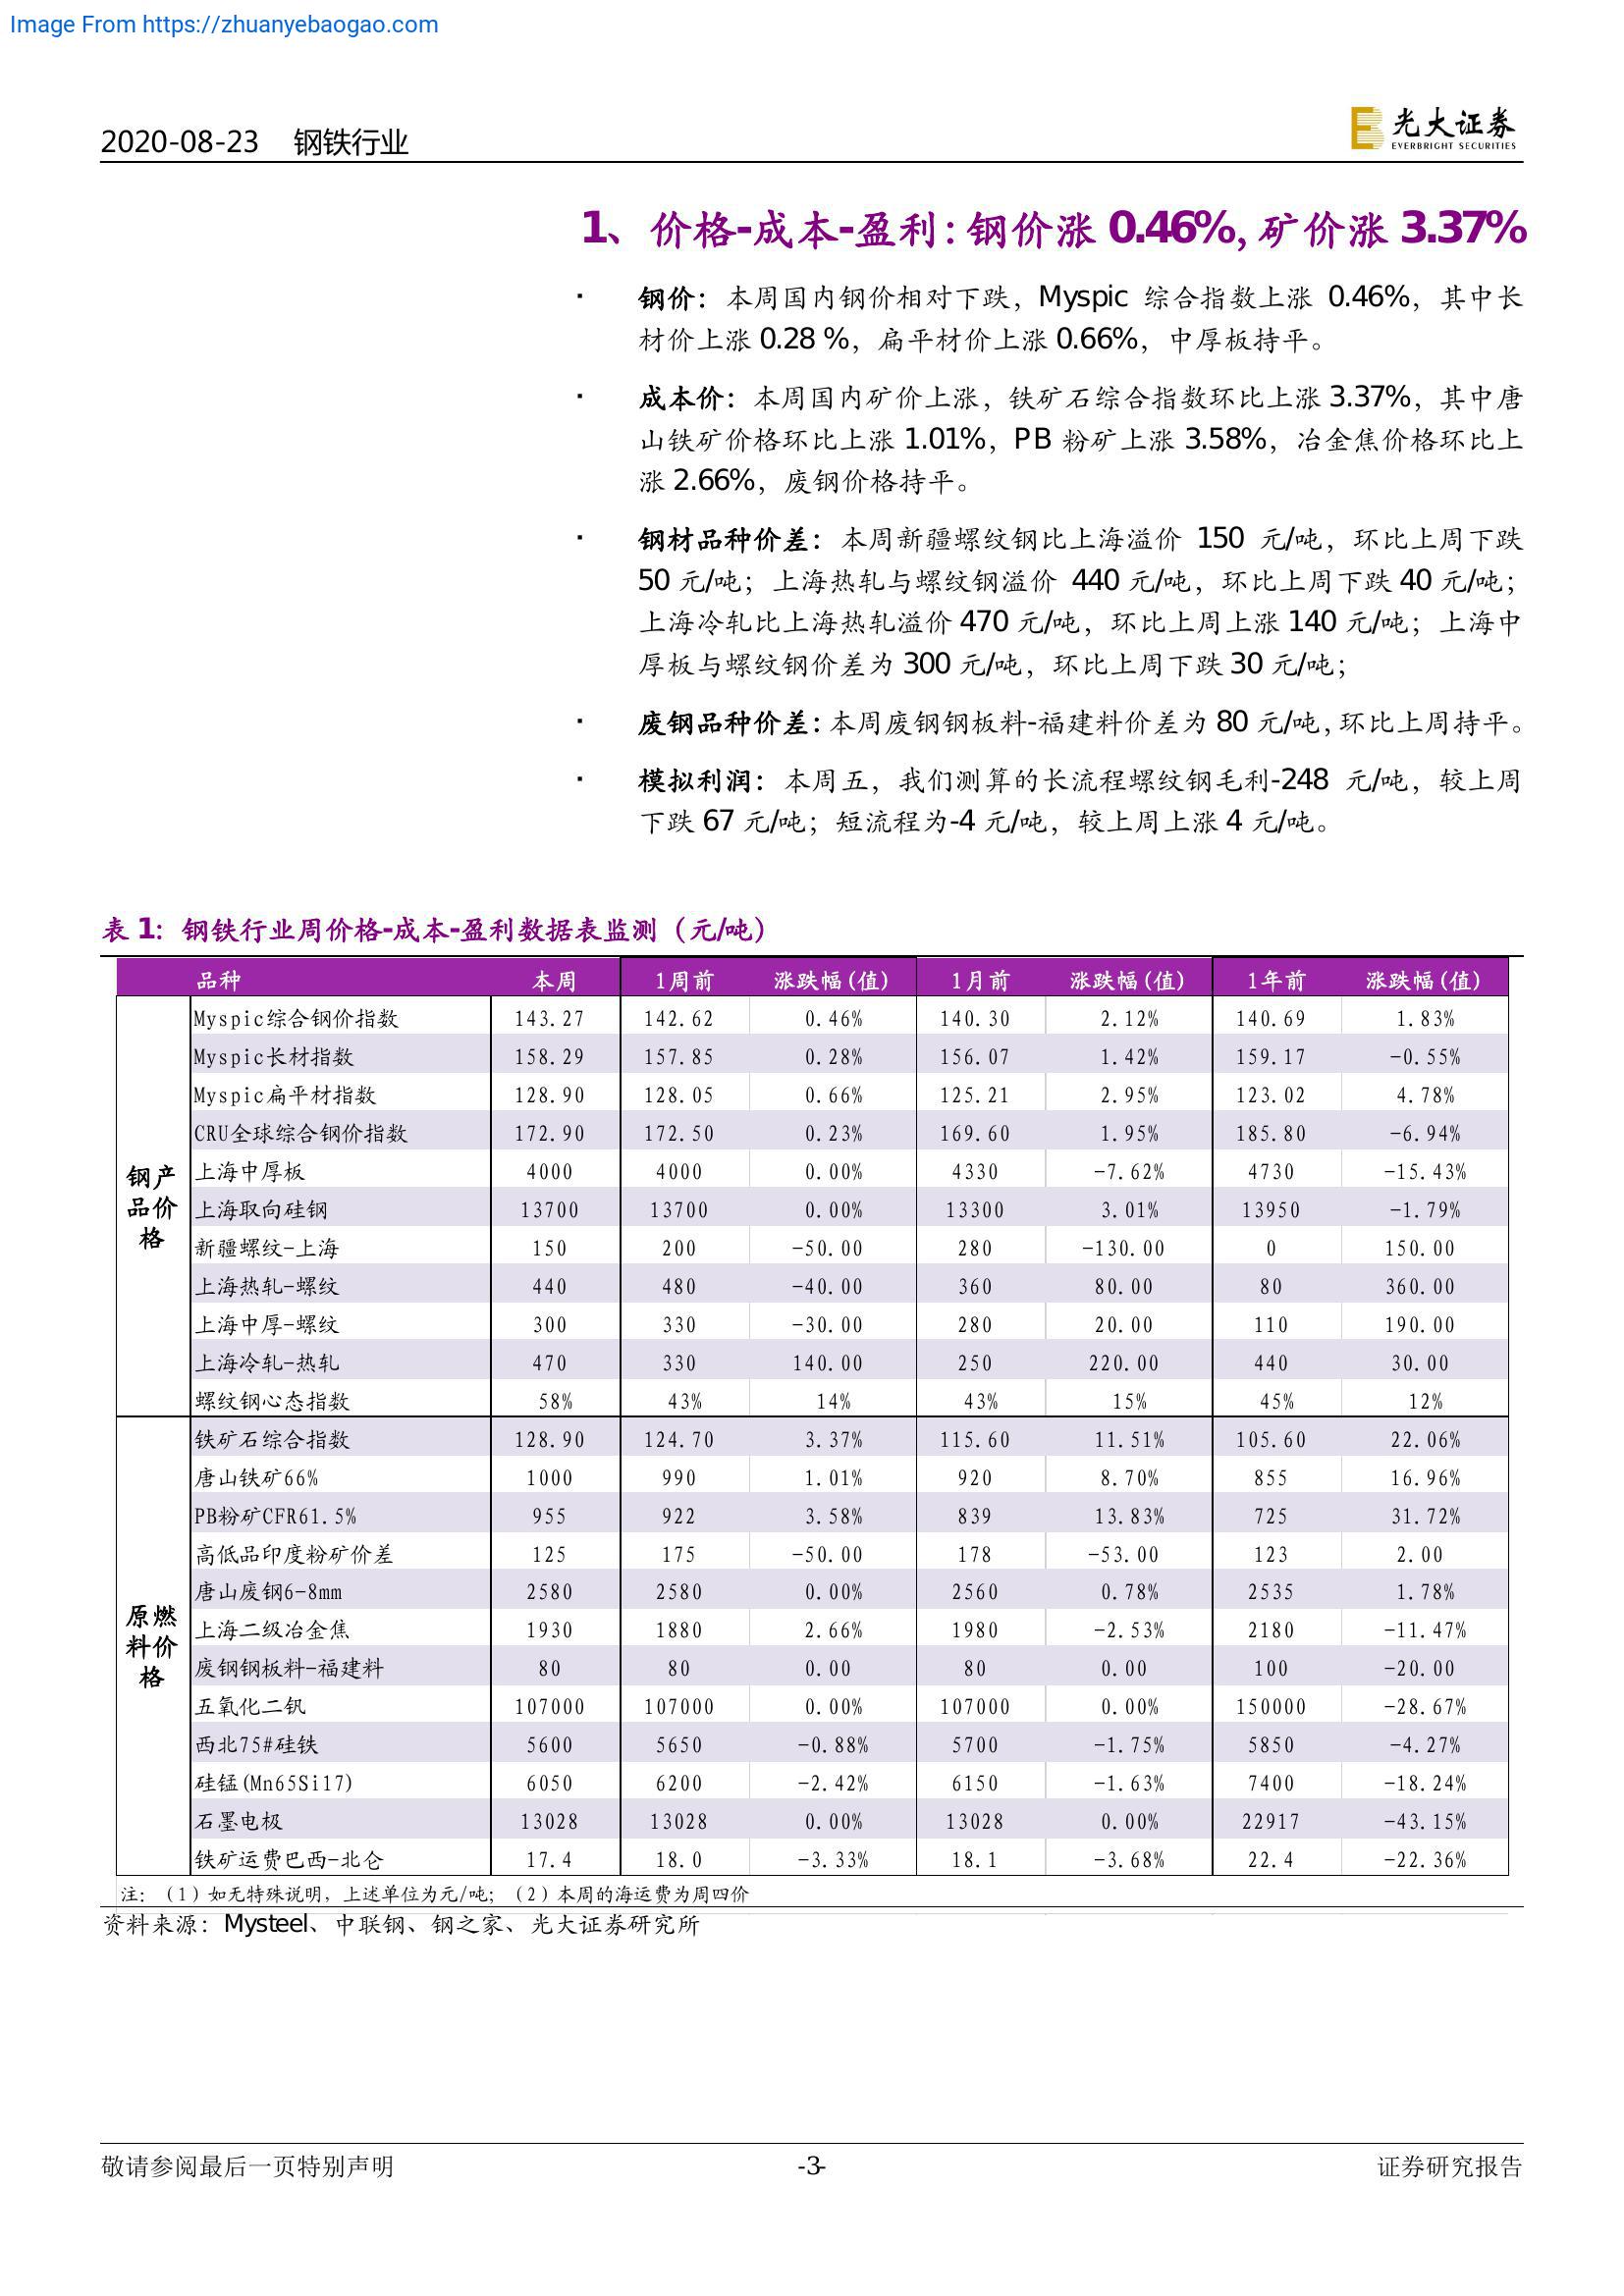 Image From https://zhuanyebaogao.com
2020-08-23 钢铁行业
光大证券
EVERBRIGHT SECURITIES
1、价格-成本-盈利：钢价涨 0.46%，矿价涨 3.37%
· 钢价：本周国内钢价相对下跌，Myspic 综合指数上涨 0.46%，其中长
材价上涨 0.28 %，扁平材价上涨 0.66%，中厚板持平。
· 成本价：本周国内矿价上涨，铁矿石综合指数环比上涨 3.37%，其中唐
山铁矿价格环比上涨 1.01%，PB 粉矿上涨 3.58%，冶金焦价格环比上
涨 2.66%，废钢价格持平。
· 钢材品种价差：本周新疆螺纹钢比上海溢价 150 元/吨，环比上周下跌
50 元/吨；上海热轧与螺纹钢溢价 440 元/吨，环比上周下跌 40 元/吨；
上海冷轧比上海热轧溢价 470 元/吨，环比上周上涨 140 元/吨；上海中
厚板与螺纹钢价差为 300 元/吨，环比上周下跌 30 元/吨；
· 废钢品种价差：本周废钢钢板料-福建料价差为 80 元/吨，环比上周持平。
· 模拟利润：本周五，我们测算的长流程螺纹钢毛利-248 元/吨，较上周
下跌 67 元/吨；短流程为-4 元/吨，较上周上涨 4 元/吨。
表 1：钢铁行业周价格-成本-盈利数据表监测（元/吨）
品种 本周 1周前 涨跌幅(值) 1月前 涨跌幅(值) 1年前 涨跌幅(值)
钢产品价格
Myspic综合钢价指数 143.27 142.62 0.46% 140.30 2.12% 140.69 1.83%
Myspic长材指数 158.29 157.85 0.28% 156.07 1.42% 159.17 -0.55%
Myspic扁平材指数 128.90 128.05 0.66% 125.21 2.95% 123.02 4.78%
CRU全球综合钢价指数 172.90 172.50 0.23% 169.60 1.95% 185.80 -6.94%
上海中厚板 4000 4000 0.00% 4330 -7.62% 4730 -15.43%
上海取向硅钢 13700 13700 0.00% 13300 3.01% 13950 -1.79%
新疆螺纹-上海 150 200 -50.00 280 -130.00 0 150.00
上海热轧-螺纹 440 480 -40.00 360 80.00 80 360.00
上海中厚-螺纹 300 330 -30.00 280 20.00 110 190.00
上海冷轧-热轧 470 330 140.00 250 220.00 440 30.00
螺纹钢心态指数 58% 43% 14% 43% 15% 45% 12%
原燃料价格
铁矿石综合指数 128.90 124.70 3.37% 115.60 11.51% 105.60 22.06%
唐山铁矿66% 1000 990 1.01% 920 8.70% 855 16.96%
PB粉矿CFR61.5% 955 922 3.58% 839 13.83% 725 31.72%
高低品印度粉矿价差 125 175 -50.00 178 -53.00 123 2.00
唐山废钢6-8mm 2580 2580 0.00% 2560 0.78% 2535 1.78%
上海二级冶金焦 1930 1880 2.66% 1980 -2.53% 2180 -11.47%
废钢钢板料-福建料 80 80 0.00 80 0.00 100 -20.00
五氧化二钒 107000 107000 0.00% 107000 0.00% 150000 -28.67%
西北75#硅铁 5600 5650 -0.88% 5700 -1.75% 5850 -4.27%
硅锰(Mn65Si17) 6050 6200 -2.42% 6150 -1.63% 7400 -18.24%
石墨电极 13028 13028 0.00% 13028 0.00% 22917 -43.15%
铁矿运费巴西-北仑 17.4 18.0 -3.33% 18.1 -3.68% 22.4 -22.36%
注：（1）如无特殊说明，上述单位为元/吨；（2）本周的海运费为周四价
资料来源：Mysteel、中联钢、钢之家、光大证券研究所
敬请参阅最后一页特别声明 -3- 证券研究报告